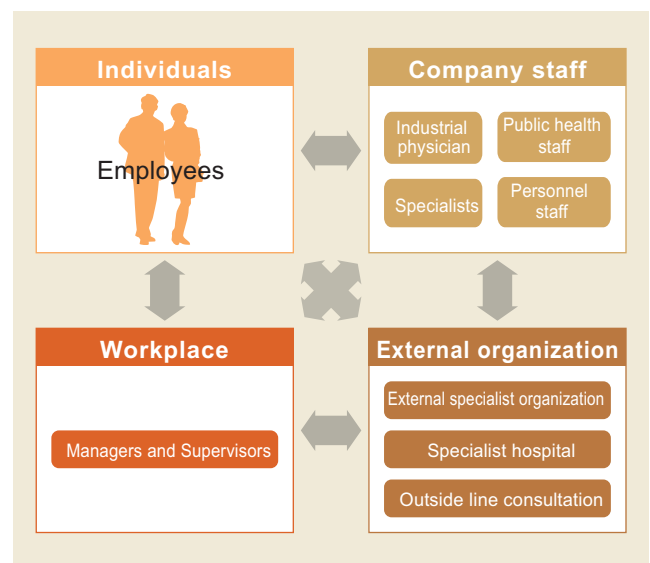 Individuals
Employees
Company staff
Industrial
physician
Public health
staff
Specialists
Personnel
staff
Workplace
Managers and Supervisors
External organization
External specialist organization
Specialist hospital
Outside line consultation